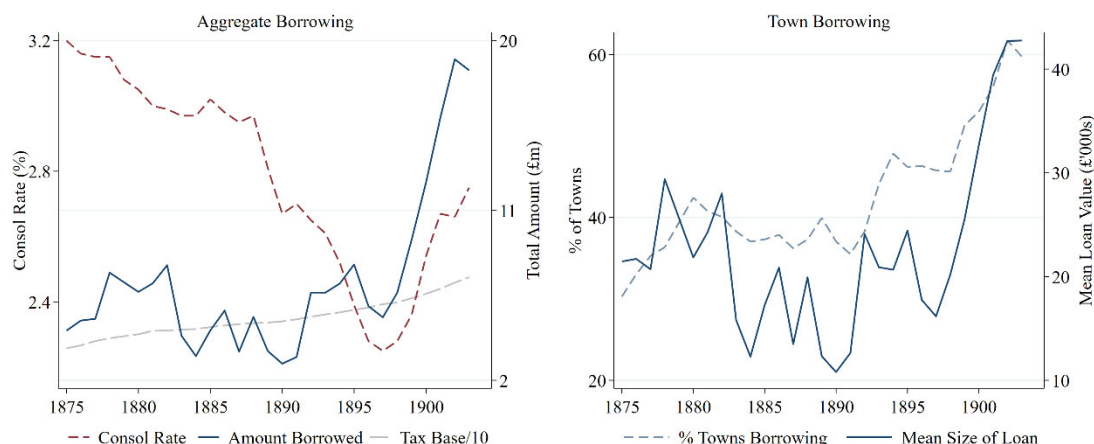 Aggregate Borrowing
Consol Rate (%)
3.2
2.8
2.4
20
11
2
Total Amount (£m)
1875 1880 1885 1890 1895 1900
Consol Rate Amount Borrowed Tax Base/10
Town Borrowing
% of Towns
60
40
20
40
30
20
10
Mean Loan Value (£'000s)
1875 1880 1885 1890 1895 1900
% Towns Borrowing Mean Size of Loan